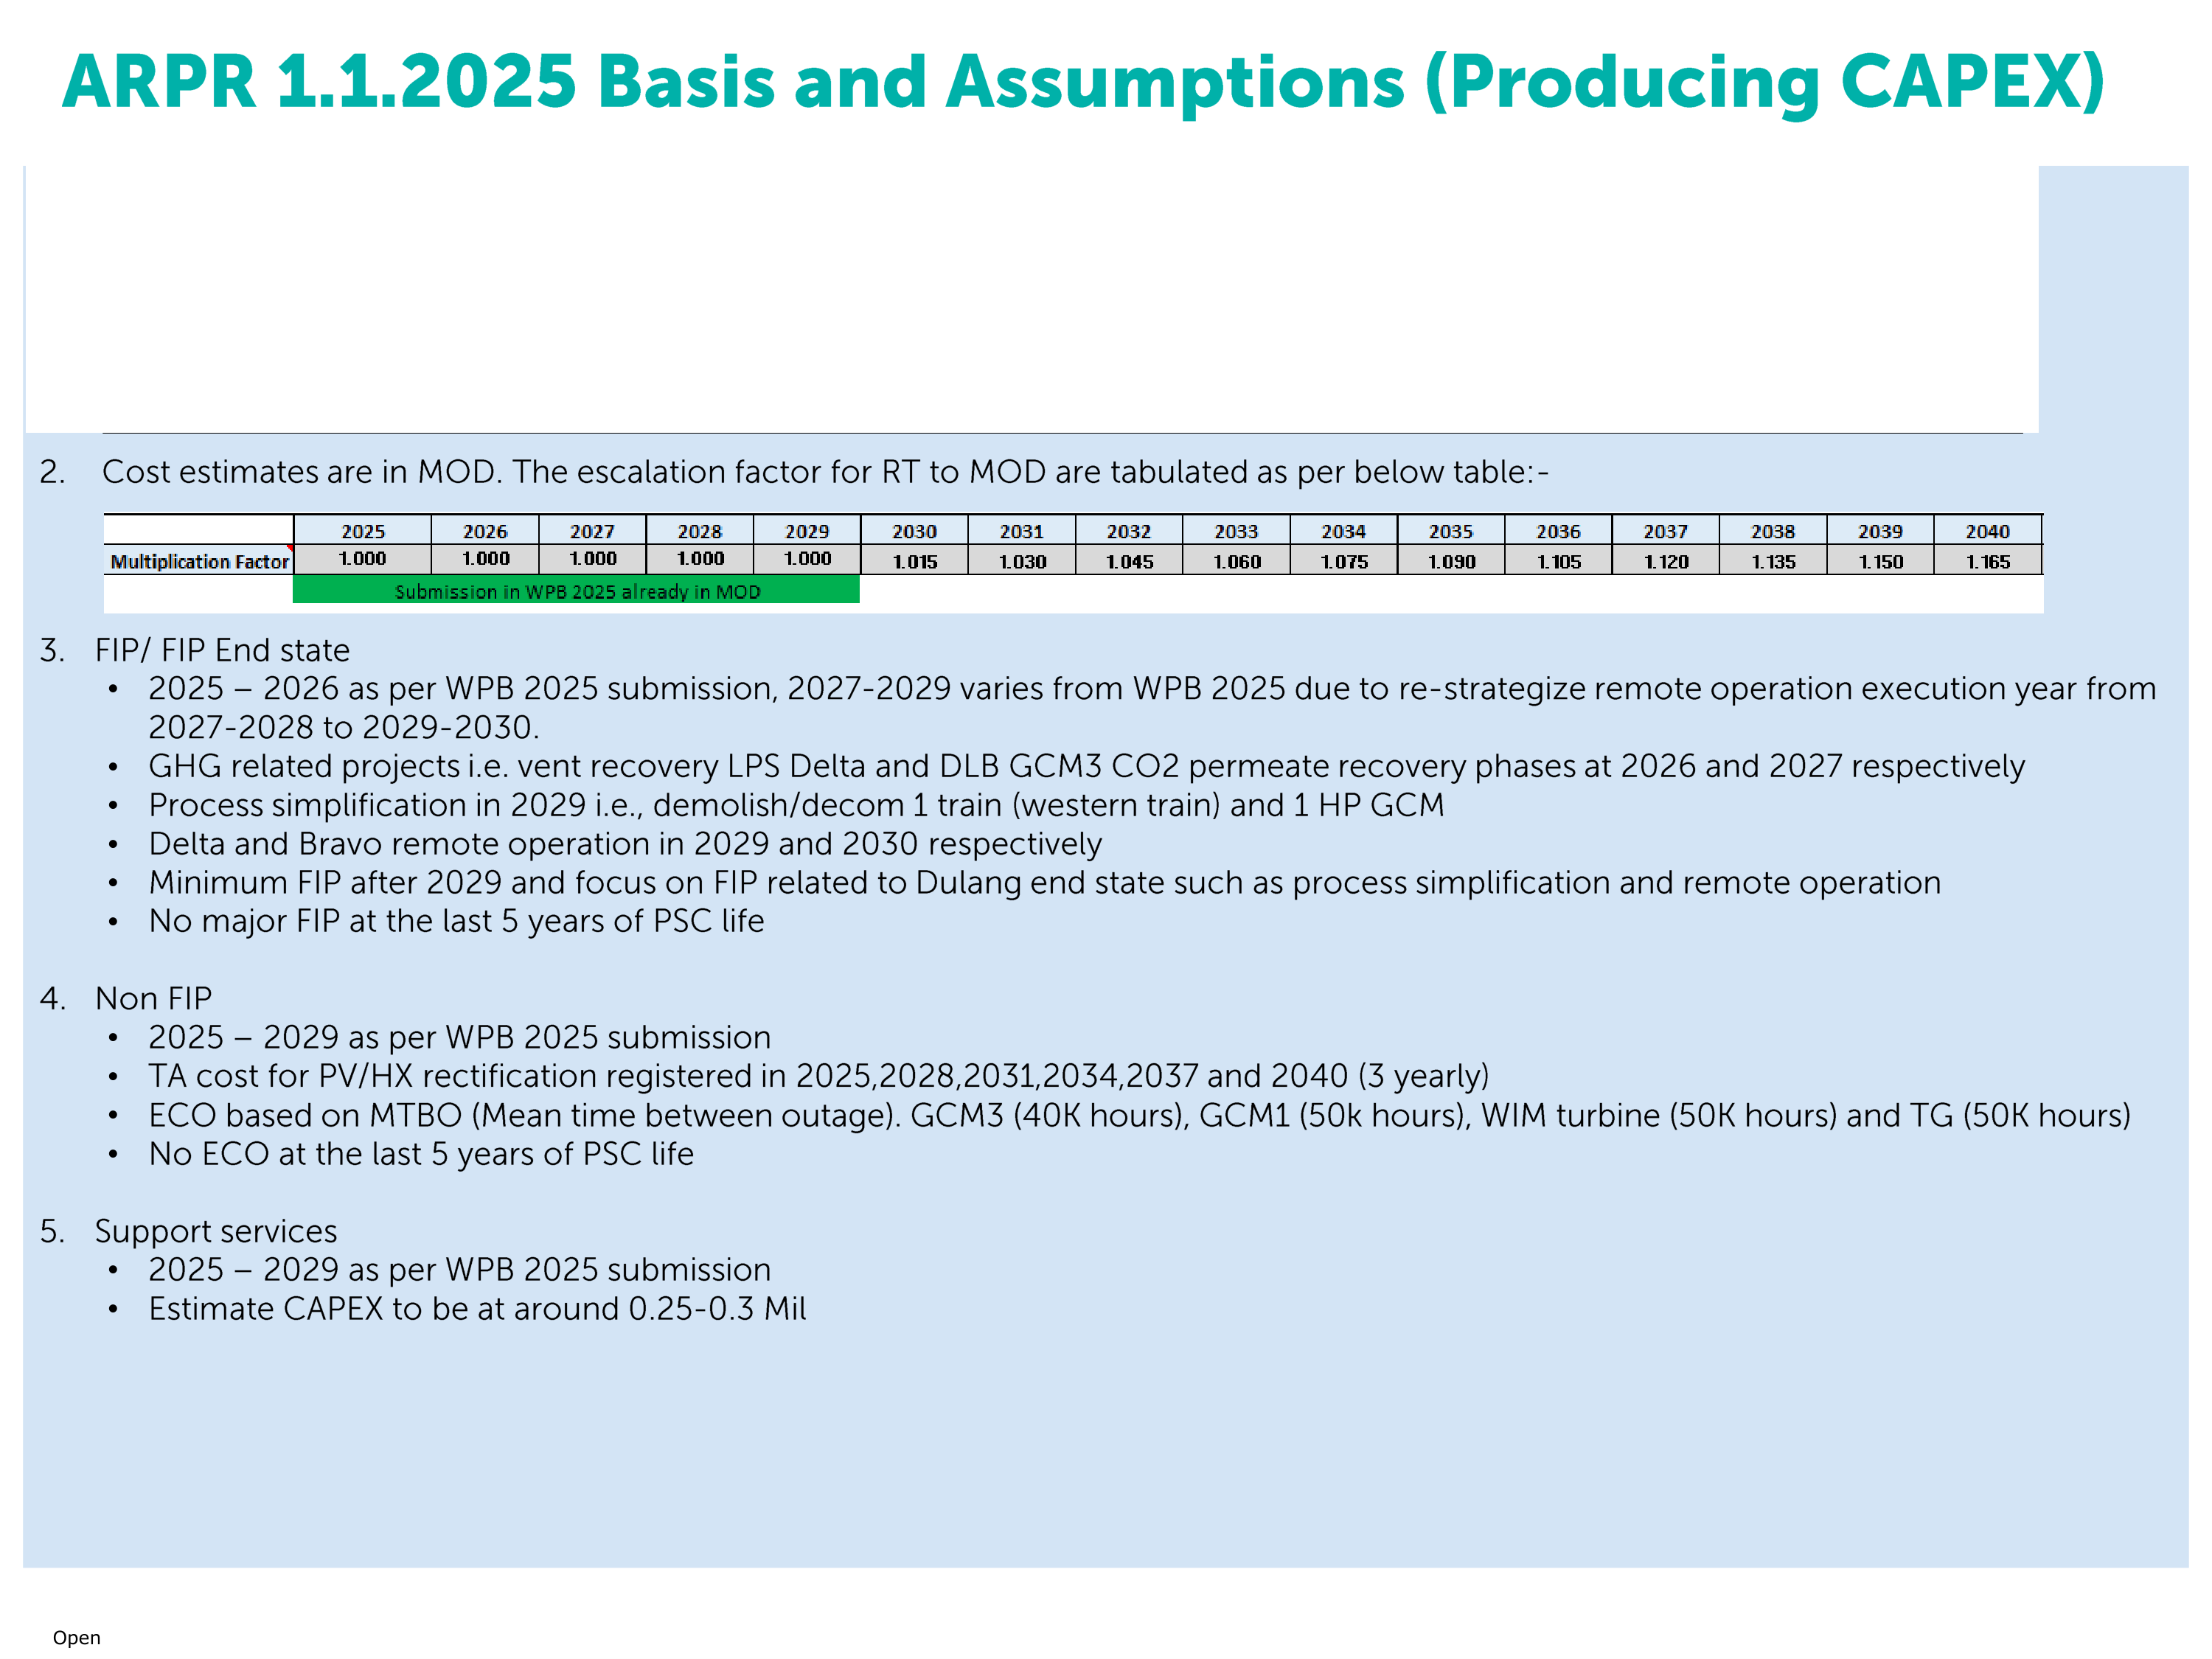 ARPR 1.1.2025 Basis and Assumptions (Producing CAPEX)
2. Cost estimates are in MOD. The escalation factor for RT to MOD are tabulated as per below table:-
2025 2026 2027 2028 2029 2030 2031 2032 2033 2034 2035 2036 2037 2038 2039 2040
Multiplication Factor 1.000 1.000 1.000 1.000 1.000 1.015 1.030 1.045 1.060 1.075 1.090 1.105 1.120 1.135 1.150 1.165
Submission in WPB 2025 already in MOD
3. FIP/ FIP End state
• 2025 – 2026 as per WPB 2025 submission, 2027-2029 varies from WPB 2025 due to re-strategize remote operation execution year from
2027-2028 to 2029-2030.
• GHG related projects i.e. vent recovery LPS Delta and DLB GCM3 CO2 permeate recovery phases at 2026 and 2027 respectively
• Process simplification in 2029 i.e., demolish/decom 1 train (western train) and 1 HP GCM
• Delta and Bravo remote operation in 2029 and 2030 respectively
• Minimum FIP after 2029 and focus on FIP related to Dulang end state such as process simplification and remote operation
• No major FIP at the last 5 years of PSC life
4. Non FIP
• 2025 – 2029 as per WPB 2025 submission
• TA cost for PV/HX rectification registered in 2025,2028,2031,2034,2037 and 2040 (3 yearly)
• ECO based on MTBO (Mean time between outage). GCM3 (40K hours), GCM1 (50k hours), WIM turbine (50K hours) and TG (50K hours)
• No ECO at the last 5 years of PSC life
5. Support services
• 2025 – 2029 as per WPB 2025 submission
• Estimate CAPEX to be at around 0.25-0.3 Mil
Open